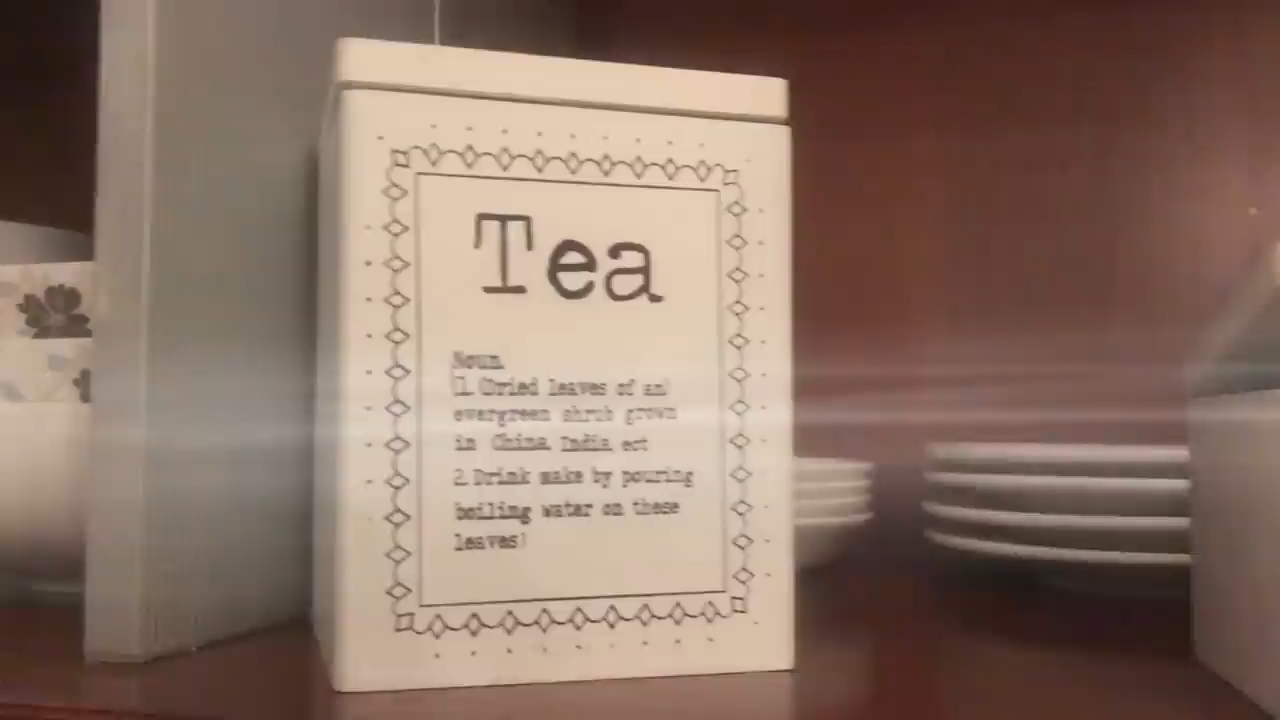 Tea
Noun.
1. (Dried leaves of an)
evergreen shrub grown
in China, India, ect
2. Drink make by pouring
boiling water on these
leaves)